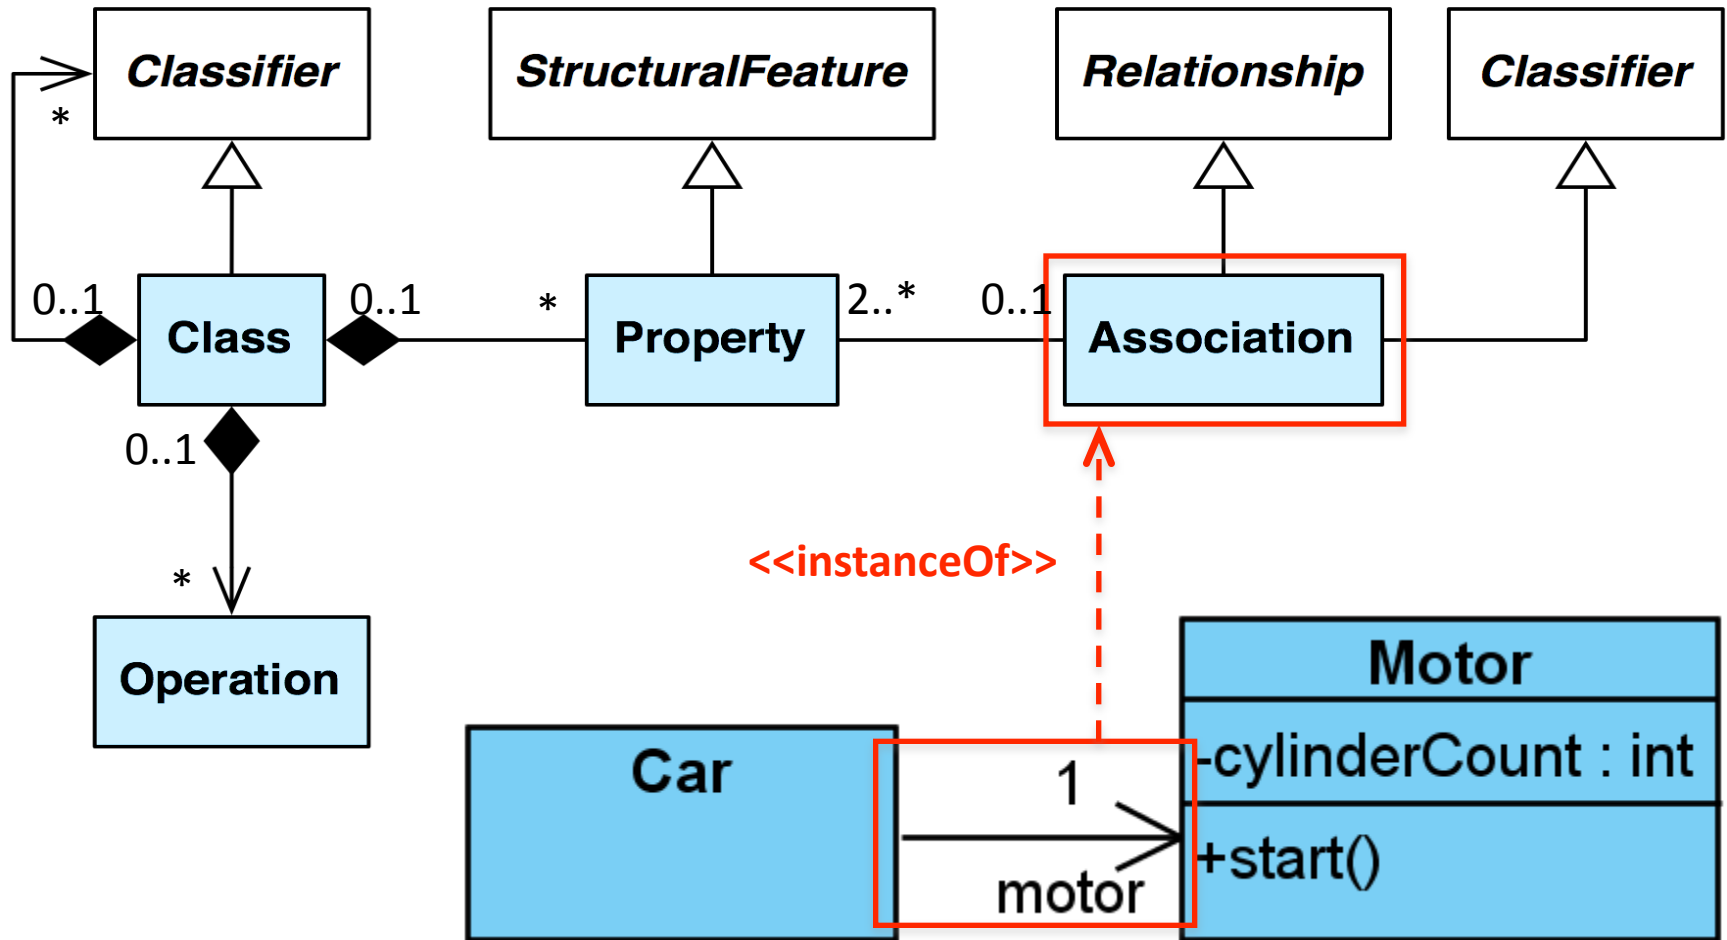 Classifier
StructuralFeature
Relationship
Classifier
*
0..1
0..1
*
2..*
0..1
Class
Property
Association
0..1
*
<<instanceOf>>
Operation
Motor
-cylinderCount : int
+start()
Car
1
motor